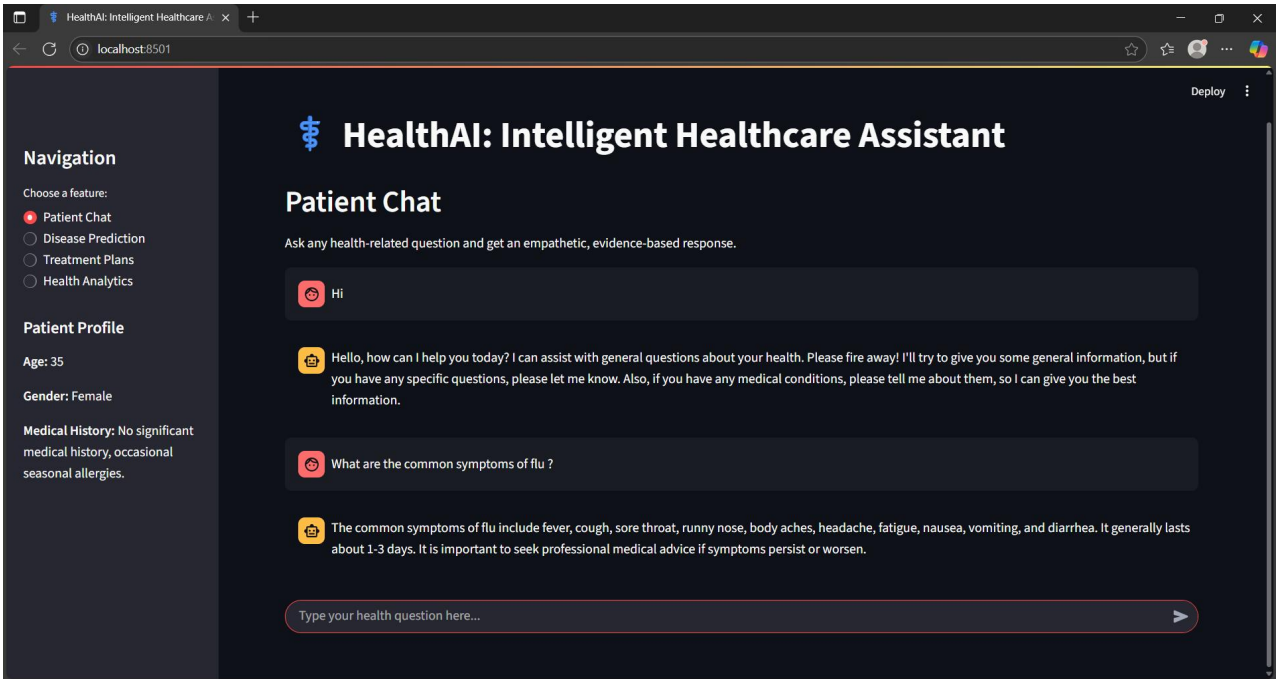 HealthAI: Intelligent Healthcare A
localhost:8501
Deploy
Navigation
Choose a feature:
Patient Chat
Disease Prediction
Treatment Plans
Health Analytics
Patient Profile
Age: 35
Gender: Female
Medical History: No significant
medical history, occasional
seasonal allergies.
HealthAI: Intelligent Healthcare Assistant
Patient Chat
Ask any health-related question and get an empathetic, evidence-based response.
Hi
Hello, how can I help you today? I can assist with general questions about your health. Please fire away! I'll try to give you some general information, but if
you have any specific questions, please let me know. Also, if you have any medical conditions, please tell me about them, so I can give you the best
information.
What are the common symptoms of flu ?
The common symptoms of flu include fever, cough, sore throat, runny nose, body aches, headache, fatigue, nausea, vomiting, and diarrhea. It generally lasts
about 1-3 days. It is important to seek professional medical advice if symptoms persist or worsen.
Type your health question here...